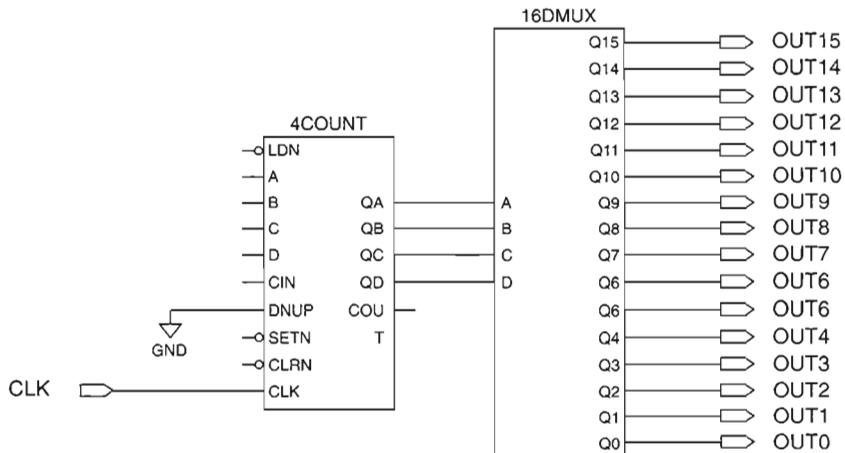 16DMUX
Q15 OUT15
Q14 OUT14
Q13 OUT13
4COUNT Q12 OUT12
LDN Q11 OUT11
A Q10 OUT10
B QA A Q9 OUT9
C QB B Q8 OUT8
D QC C Q7 OUT7
CIN QD D Q6 OUT6
DNUP COU Q6 OUT6
GND SETN T Q4 OUT4
CLRN Q3 OUT3
CLK CLK Q2 OUT2
Q1 OUT1
Q0 OUT0